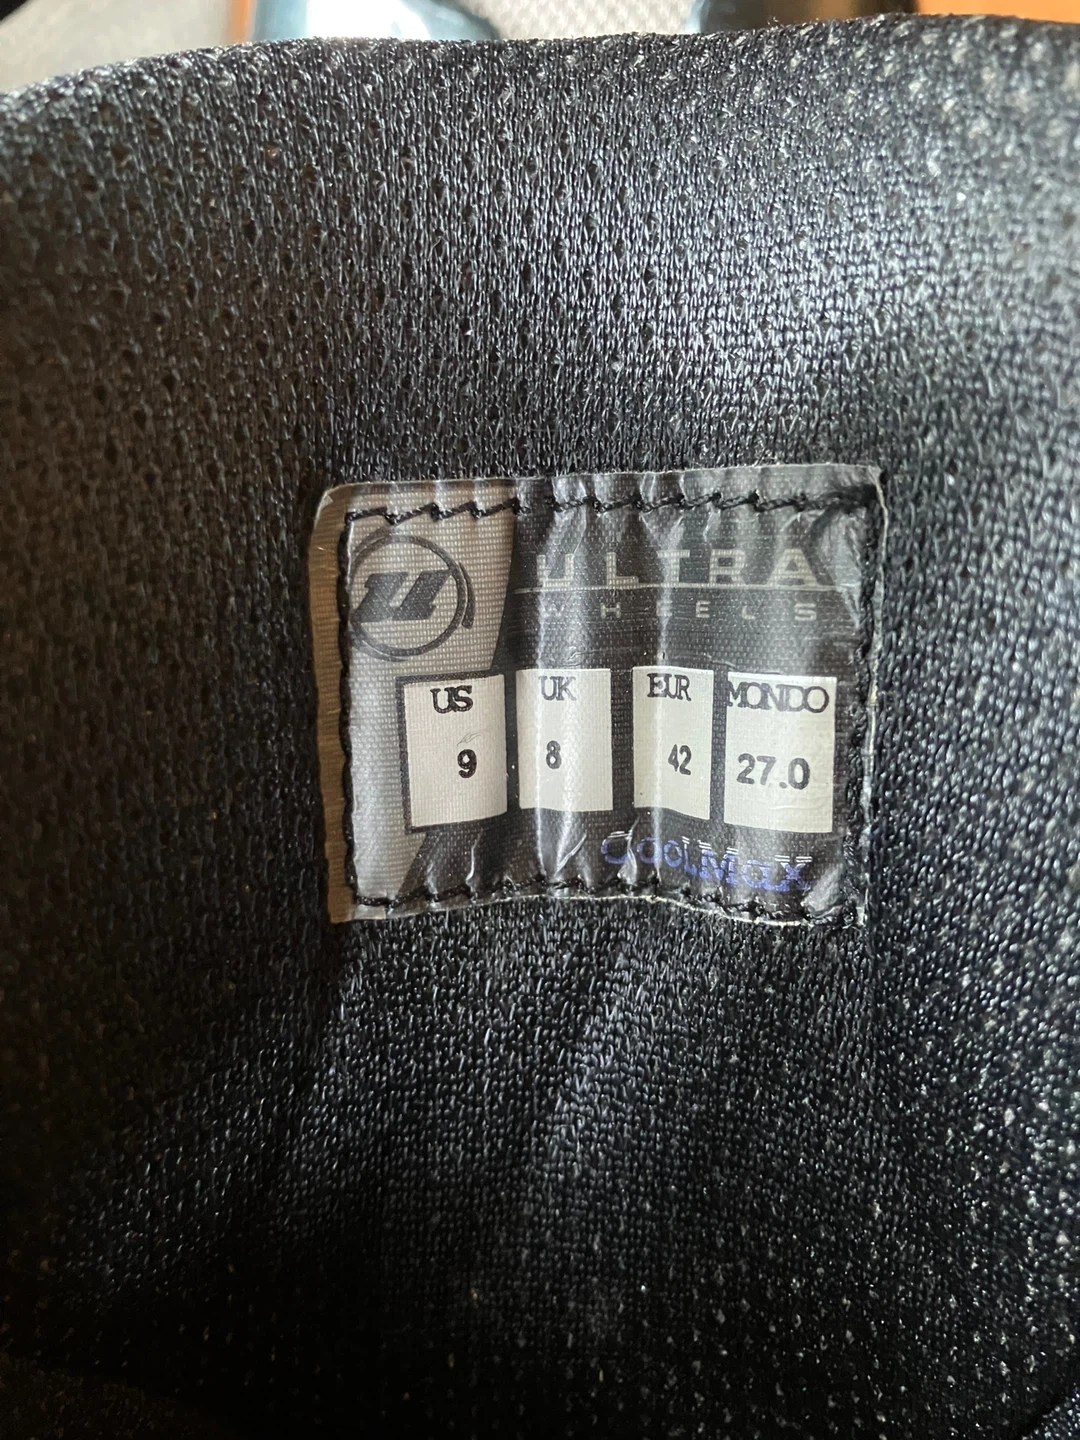 u ULTRA
WHEELS
US UK EUR MONDO
9 8 42 27.0
CoolMax